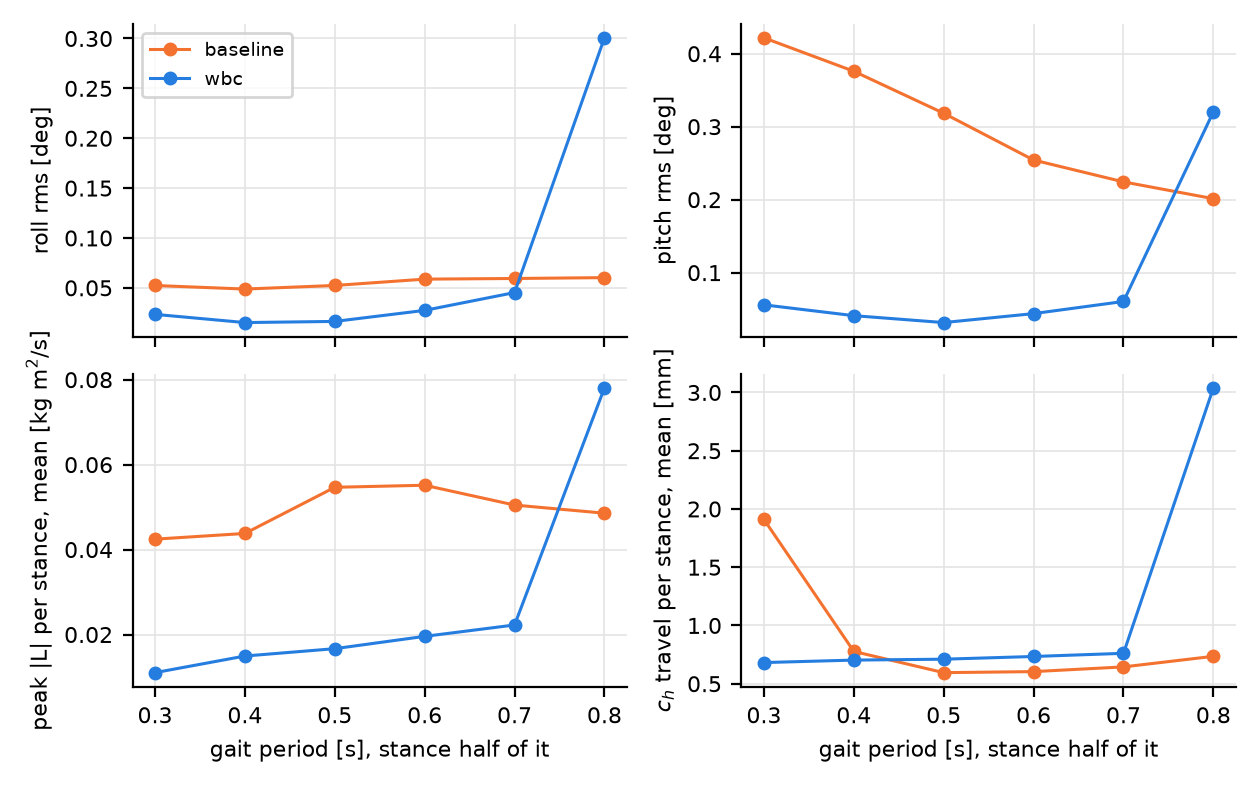 roll rms [deg]
0.30
0.25
0.20
0.15
0.10
0.05
baseline
wbc
pitch rms [deg]
0.4
0.3
0.2
0.1
peak |L| per stance, mean [kg m²/s]
0.08
0.06
0.04
0.02
0.3 0.4 0.5 0.6 0.7 0.8
gait period [s], stance half of it
c_h travel per stance, mean [mm]
3.0
2.5
2.0
1.5
1.0
0.5
0.3 0.4 0.5 0.6 0.7 0.8
gait period [s], stance half of it